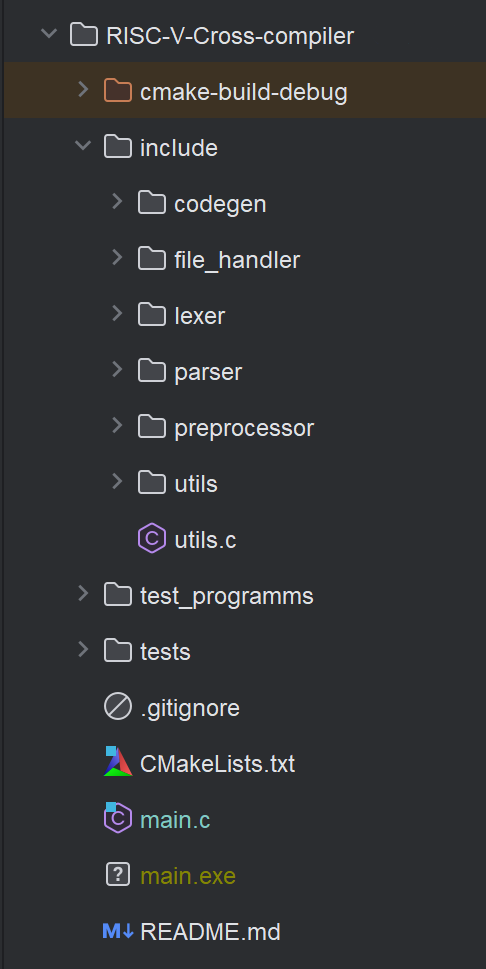 RISC-V-Cross-compiler
cmake-build-debug
include
codegen
file_handler
lexer
parser
preprocessor
utils
C utils.c
test_programms
tests
.gitignore
CMakeLists.txt
C main.c
? main.exe
M↓ README.md